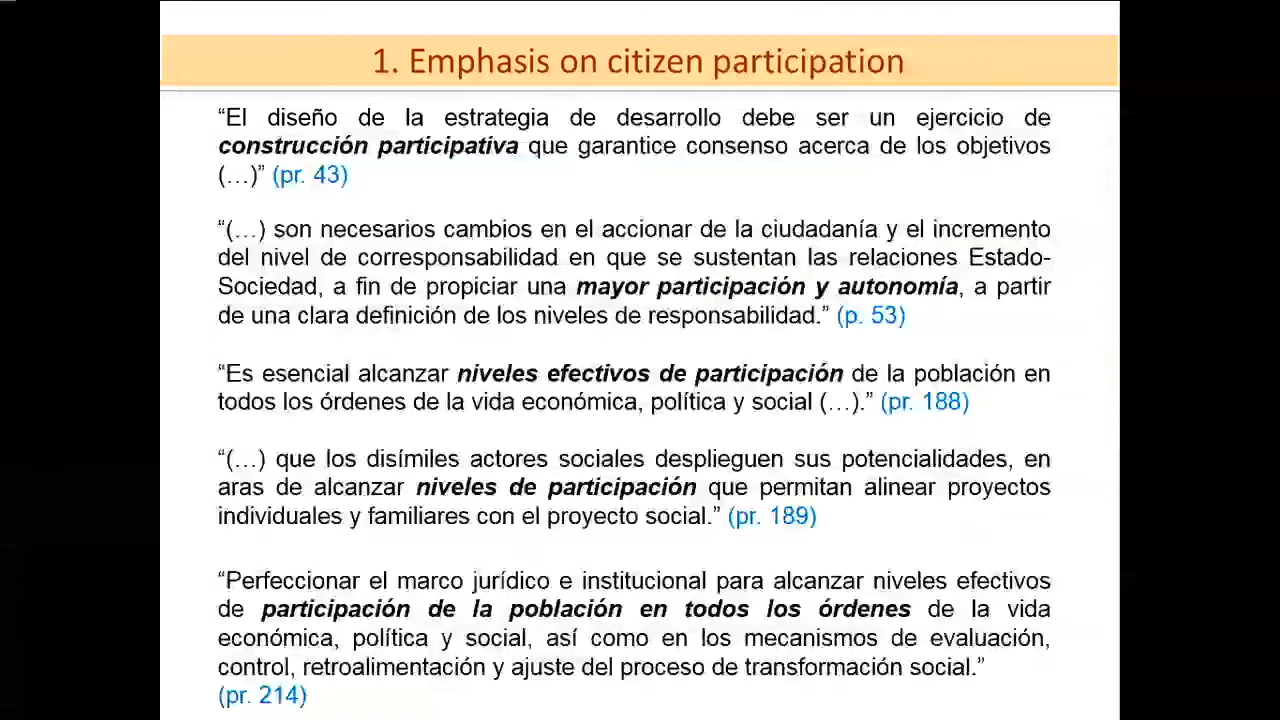 1. Emphasis on citizen participation
“El diseño de la estrategia de desarrollo debe ser un ejercicio de
construcción participativa que garantice consenso acerca de los objetivos
(…)” (pr. 43)
“(…) son necesarios cambios en el accionar de la ciudadanía y el incremento
del nivel de corresponsabilidad en que se sustentan las relaciones Estado-
Sociedad, a fin de propiciar una mayor participación y autonomía, a partir
de una clara definición de los niveles de responsabilidad.” (p. 53)
“Es esencial alcanzar niveles efectivos de participación de la población en
todos los órdenes de la vida económica, política y social (…).” (pr. 188)
“(…) que los disímiles actores sociales desplieguen sus potencialidades, en
aras de alcanzar niveles de participación que permitan alinear proyectos
individuales y familiares con el proyecto social.” (pr. 189)
“Perfeccionar el marco jurídico e institucional para alcanzar niveles efectivos
de participación de la población en todos los órdenes de la vida
económica, política y social, así como en los mecanismos de evaluación,
control, retroalimentación y ajuste del proceso de transformación social.”
(pr. 214)